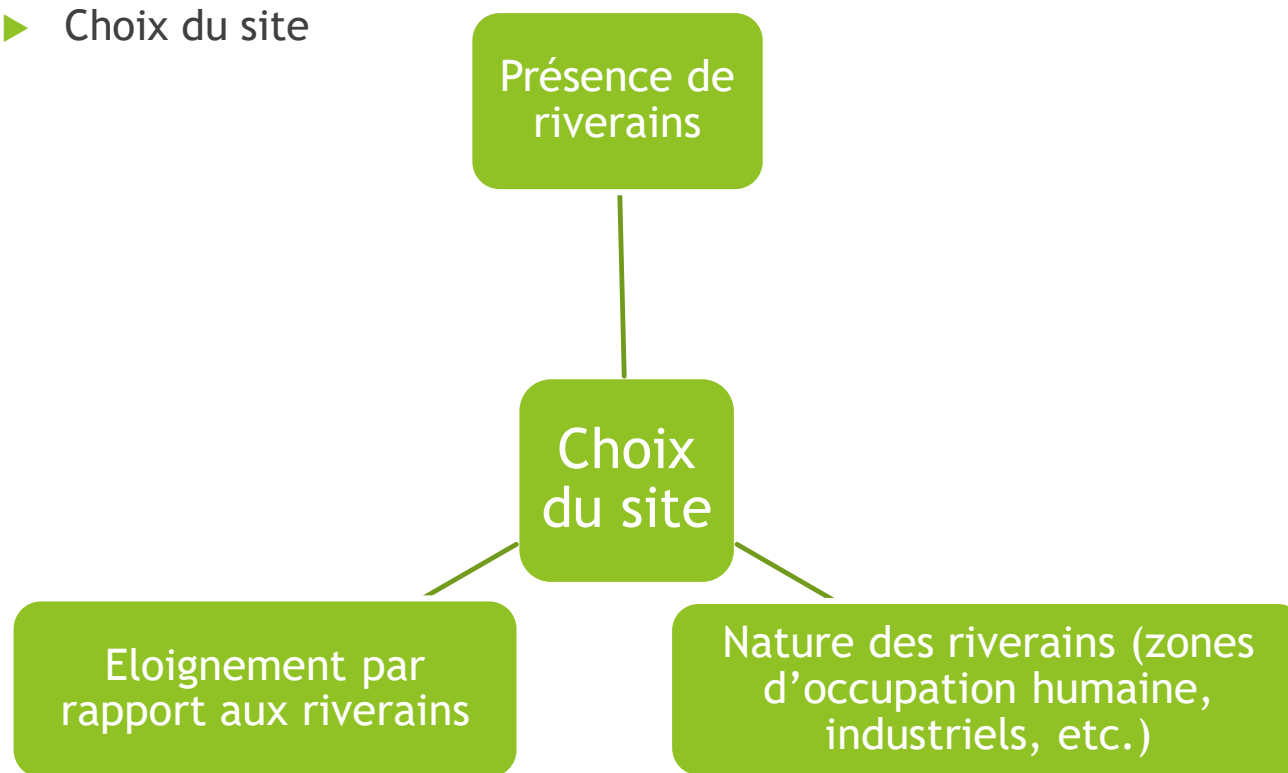 Choix du site
Présence de
riverains
Choix
du site
Eloignement par
rapport aux riverains
Nature des riverains (zones
d’occupation humaine,
industriels, etc.)